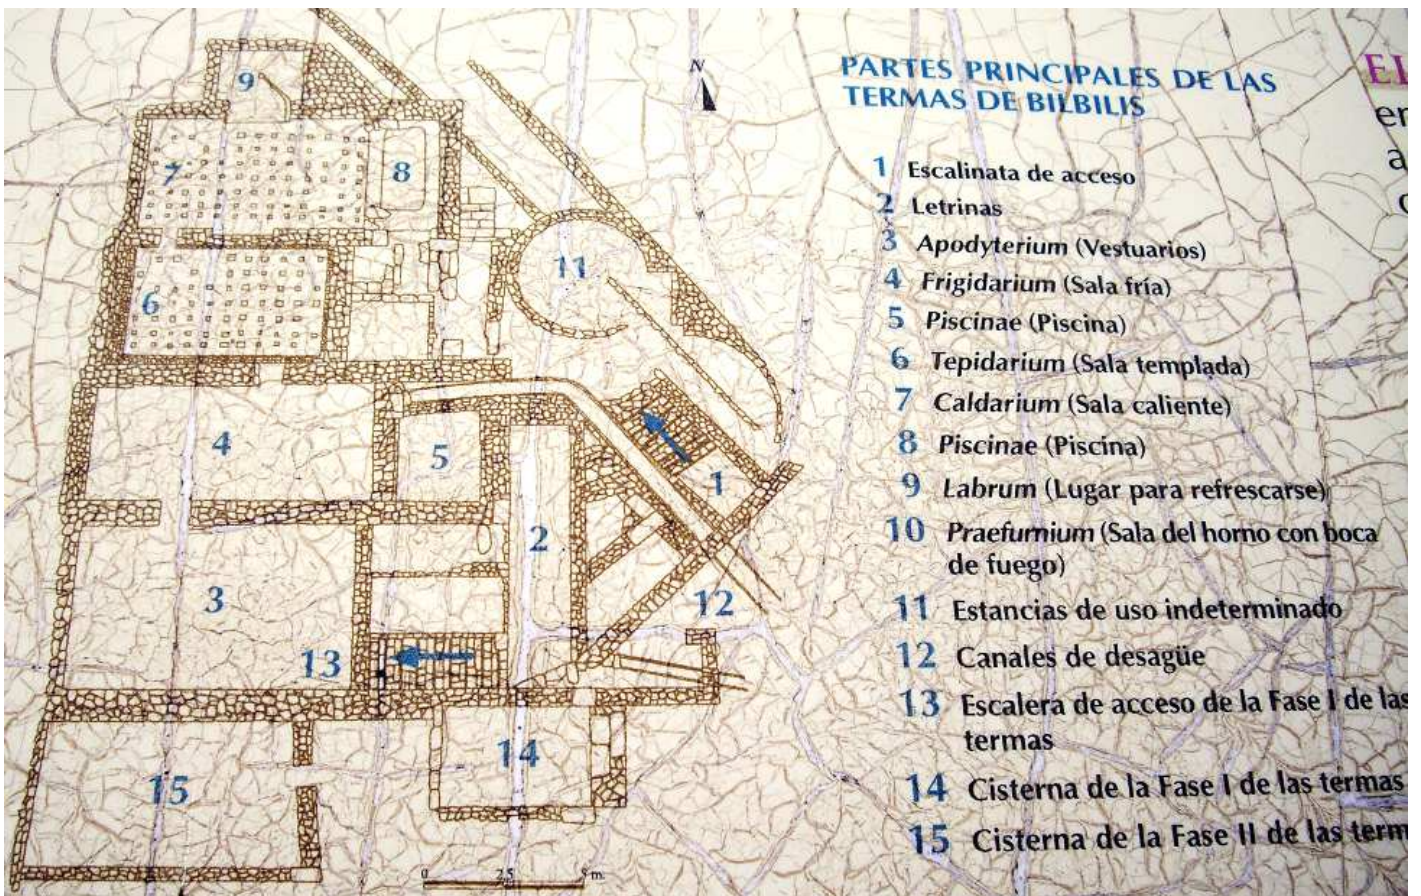 9
7
8
6
11
4
5
1
2
3
12
13
14
15
0 2,5 5 m.
N
PARTES PRINCIPALES DE LAS
TERMAS DE BILBILIS
1 Escalinata de acceso
2 Letrinas
3 Apodyterium (Vestuarios)
4 Frigidarium (Sala fría)
5 Piscinae (Piscina)
6 Tepidarium (Sala templada)
7 Caldarium (Sala caliente)
8 Piscinae (Piscina)
9 Labrum (Lugar para refrescarse)
10 Praefurnium (Sala del horno con boca
de fuego)
11 Estancias de uso indeterminado
12 Canales de desagüe
13 Escalera de acceso de la Fase I de las
termas
14 Cisterna de la Fase I de las termas
15 Cisterna de la Fase II de las term